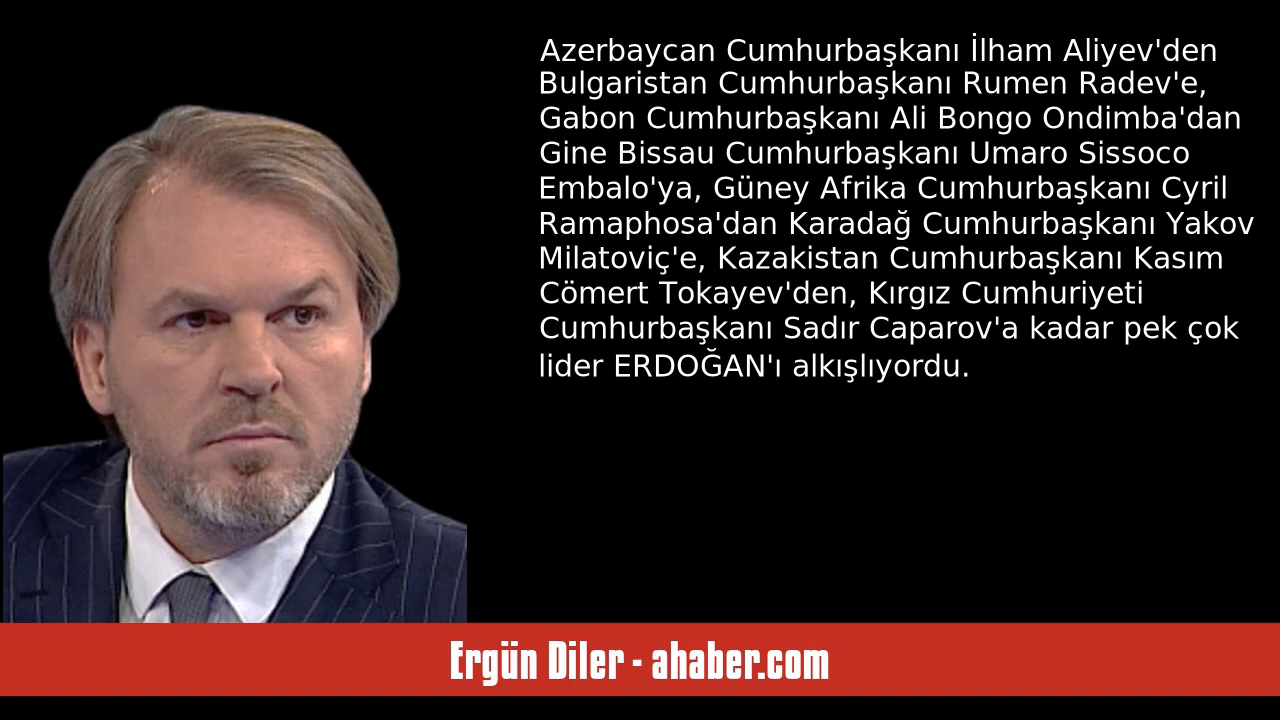 Azerbaycan Cumhurbaşkanı İlham Aliyev'den
Bulgaristan Cumhurbaşkanı Rumen Radev'e,
Gabon Cumhurbaşkanı Ali Bongo Ondimba'dan
Gine Bissau Cumhurbaşkanı Umaro Sissoco
Embalo'ya, Güney Afrika Cumhurbaşkanı Cyril
Ramaphosa'dan Karadağ Cumhurbaşkanı Yakov
Milatoviç'e, Kazakistan Cumhurbaşkanı Kasım
Cömert Tokayev'den, Kırgız Cumhuriyeti
Cumhurbaşkanı Sadır Caparov'a kadar pek çok
lider ERDOĞAN'ı alkışlıyordu.
Ergün Diler - ahaber.com